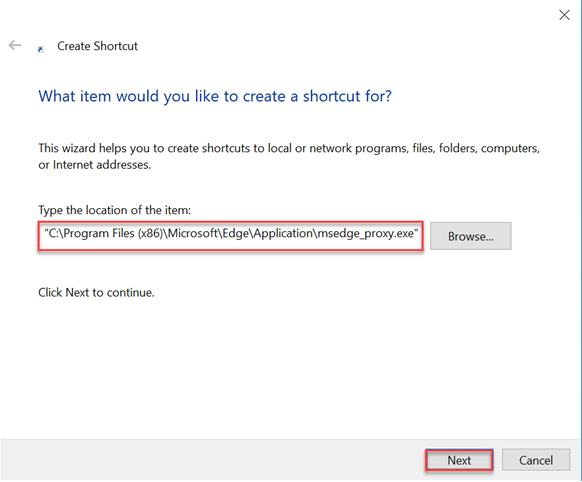 Create Shortcut
What item would you like to create a shortcut for?
This wizard helps you to create shortcuts to local or network programs, files, folders, computers,
or Internet addresses.
Type the location of the item:
"C:\Program Files (x86)\Microsoft\Edge\Application\msedge_proxy.exe"
Browse...
Click Next to continue.
Next
Cancel